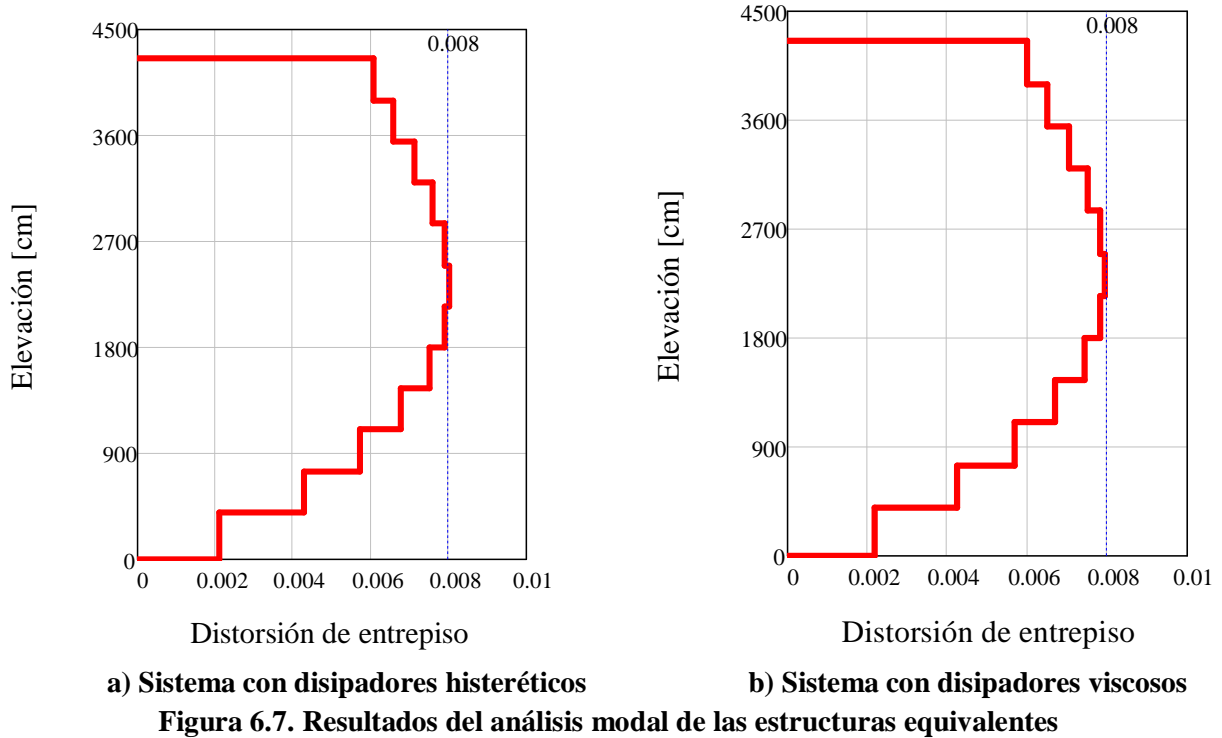 4500
3600
2700
1800
900
0
0 0.002 0.004 0.006 0.008 0.01
0.008
Elevación [cm]
Distorsión de entrepiso
a) Sistema con disipadores histeréticos
4500
3600
2700
1800
900
0
0 0.002 0.004 0.006 0.008 0.01
0.008
Elevación [cm]
Distorsión de entrepiso
b) Sistema con disipadores viscosos
Figura 6.7. Resultados del análisis modal de las estructuras equivalentes